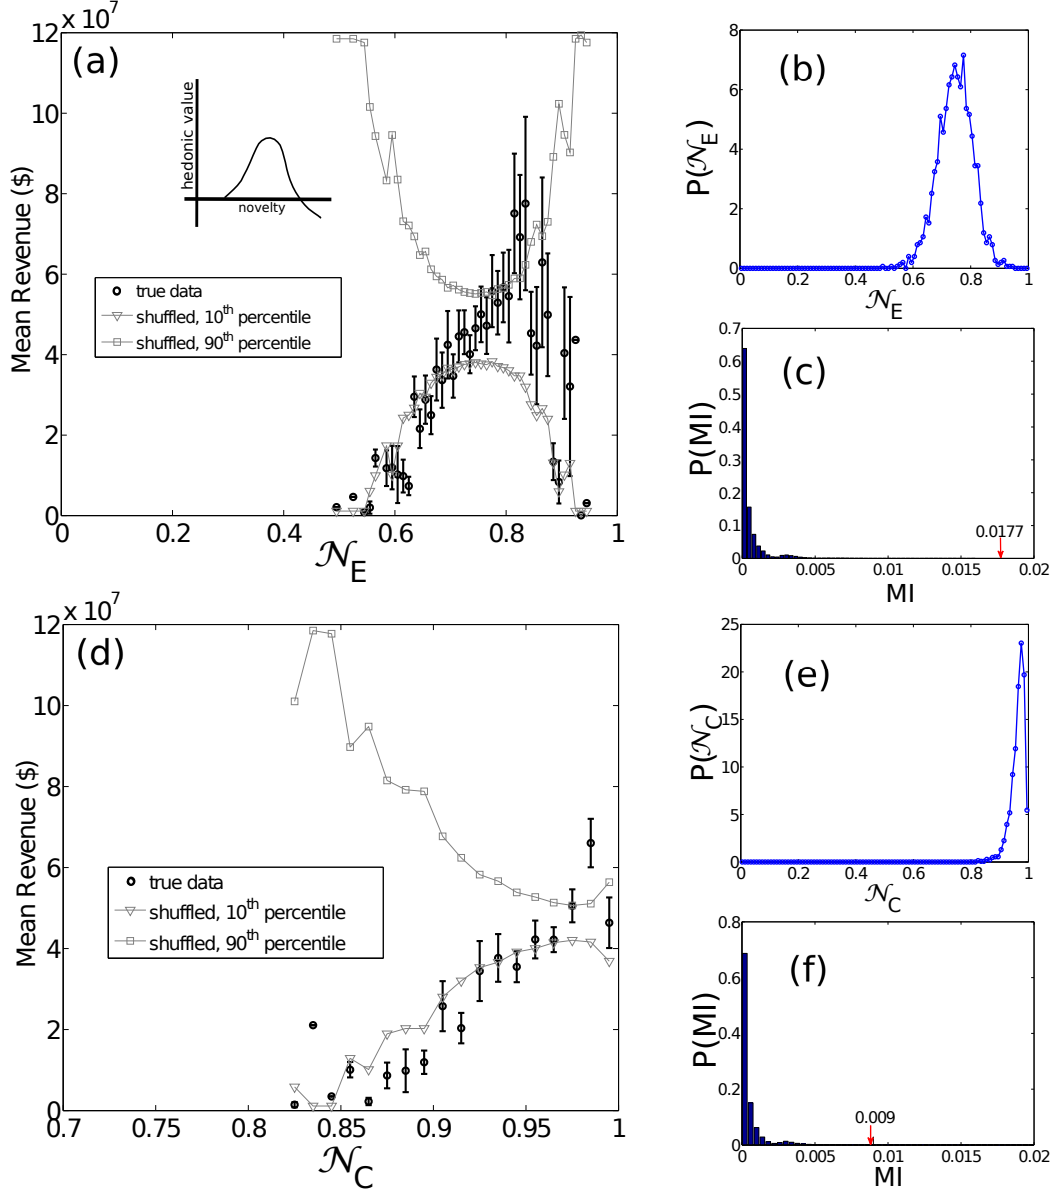 x 10^7
12
10
8
6
4
2
0
Mean Revenue ($)
(a)
hedonic value
novelty
true data
shuffled, 10^th percentile
shuffled, 90^th percentile
0
0.2
0.4
0.6
0.8
1
𝒩_E
8
6
4
2
0
P(𝒩_E)
(b)
0
0.2
0.4
0.6
0.8
1
𝒩_E
0.7
0.6
0.5
0.4
0.3
0.2
0.1
0
P(MI)
(c)
0.0177
0
0.005
0.01
0.015
0.02
MI
x 10^7
12
10
8
6
4
2
0
Mean Revenue ($)
(d)
true data
shuffled, 10^th percentile
shuffled, 90^th percentile
0.7
0.75
0.8
0.85
0.9
0.95
1
𝒩_C
25
20
15
10
5
0
P(𝒩_C)
(e)
0
0.2
0.4
0.6
0.8
1
𝒩_C
0.8
0.6
0.4
0.2
0
P(MI)
(f)
0.009
0
0.005
0.01
0.015
0.02
MI